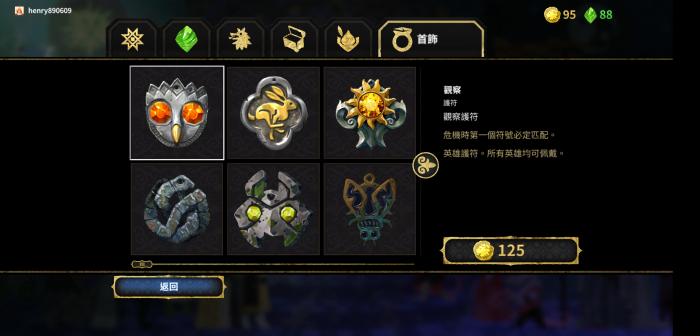 henry890609
95
88
首飾
觀察
護符
觀察護符
危機時第一個符號必定匹配。
英雄護符。所有英雄均可佩戴。
125
返回